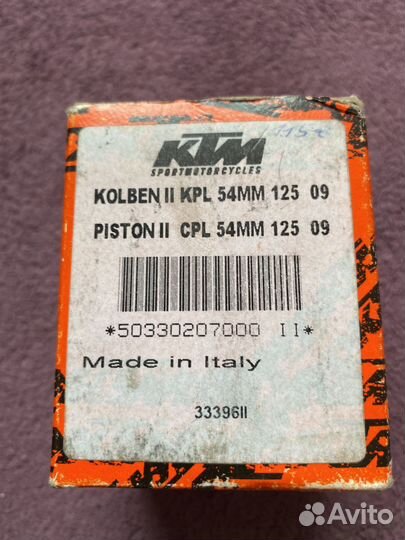 KTM
SPORTMOTORCYCLES
KOLBEN II KPL 54MM 125 09
PISTON II CPL 54MM 125 09
*50330207000 II*
Made in Italy
33396II
Avito